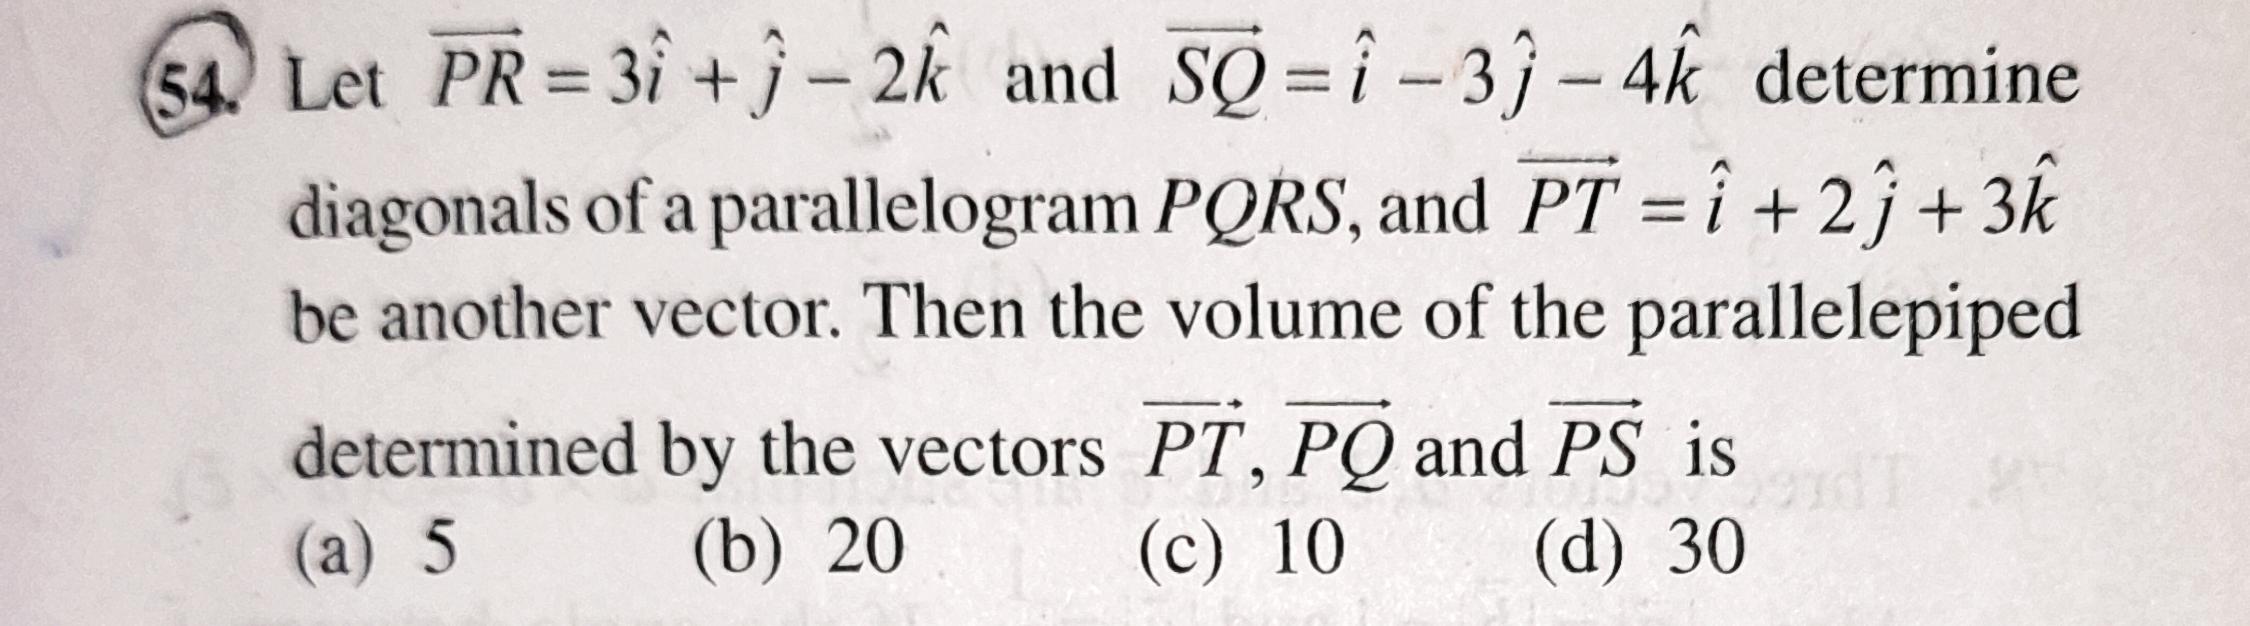 54. Let $\overrightarrow{PR} = 3\hat{i} + \hat{j} - 2\hat{k}$ and $\overrightarrow{SQ} = \hat{i} - 3\hat{j} - 4\hat{k}$ determine
diagonals of a parallelogram PQRS, and $\overrightarrow{PT} = \hat{i} + 2\hat{j} + 3\hat{k}$
be another vector. Then the volume of the parallelepiped
determined by the vectors $\overrightarrow{PT}$, $\overrightarrow{PQ}$ and $\overrightarrow{PS}$ is
(a) 5 (b) 20 (c) 10 (d) 30